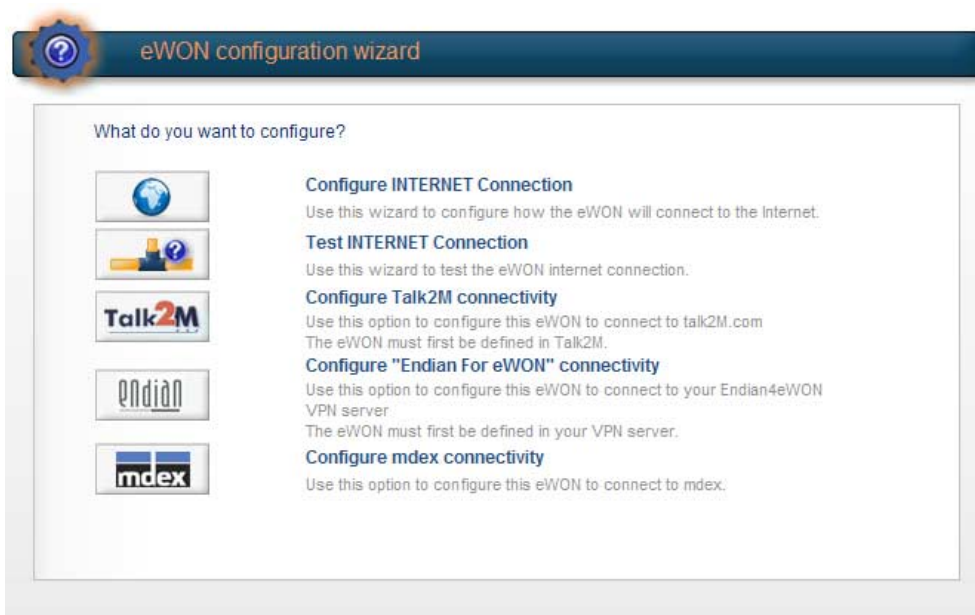 eWON configuration wizard
What do you want to configure?
Configure INTERNET Connection
Use this wizard to configure how the eWON will connect to the Internet.
Test INTERNET Connection
Use this wizard to test the eWON internet connection.
Talk2M
Configure Talk2M connectivity
Use this option to configure this eWON to connect to talk2M.com
The eWON must first be defined in Talk2M.
endian
Configure "Endian For eWON" connectivity
Use this option to configure this eWON to connect to your Endian4eWON
VPN server
The eWON must first be defined in your VPN server.
mdex
Configure mdex connectivity
Use this option to configure this eWON to connect to mdex.